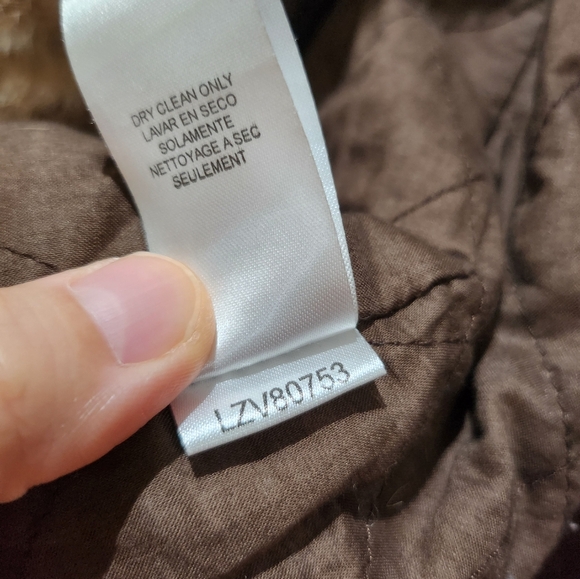 DRY CLEAN ONLY
LAVAR EN SECO
SOLAMENTE
NETTOYAGE A SEC
SEULEMENT
LZV80753